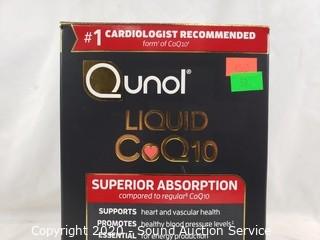 #1 CARDIOLOGIST RECOMMENDED
form† of CoQ10†
Qunol®
LIQUID
CoQ10
SUPERIOR ABSORPTION
compared to regular§ CoQ10
SUPPORTS heart and vascular health
PROMOTES healthy blood pressure levels‡
ESSENTIAL for energy production
Copyright 2020 - Sound Auction Service